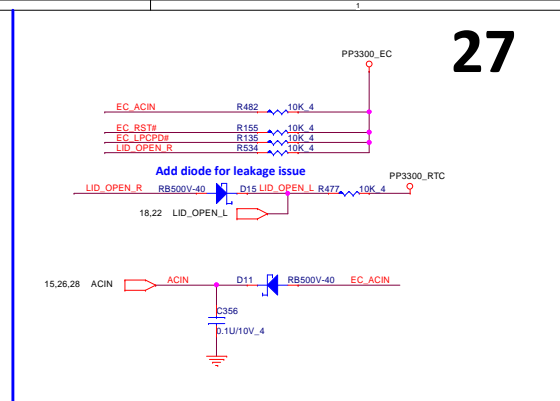 1
27
PP3300_EC
EC_ACIN R482 10K_4
EC_RST# R155 10K_4
EC_LPCPD# R135 10K_4
LID_OPEN_R R534 10K_4
Add diode for leakage issue
PP3300_RTC
LID_OPEN_R RB500V-40 D15 LID_OPEN_L R477 10K_4
18,22 LID_OPEN_L
15,26,28 ACIN ACIN D11 RB500V-40 EC_ACIN
C356
0.1U/10V_4